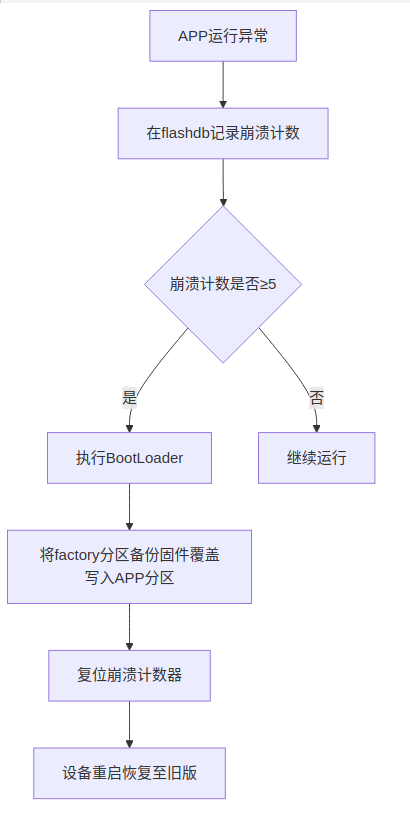 APP运行异常
在flashdb记录崩溃计数
崩溃计数是否≥5
是
否
执行BootLoader
继续运行
将factory分区备份固件覆盖
写入APP分区
复位崩溃计数器
设备重启恢复至旧版